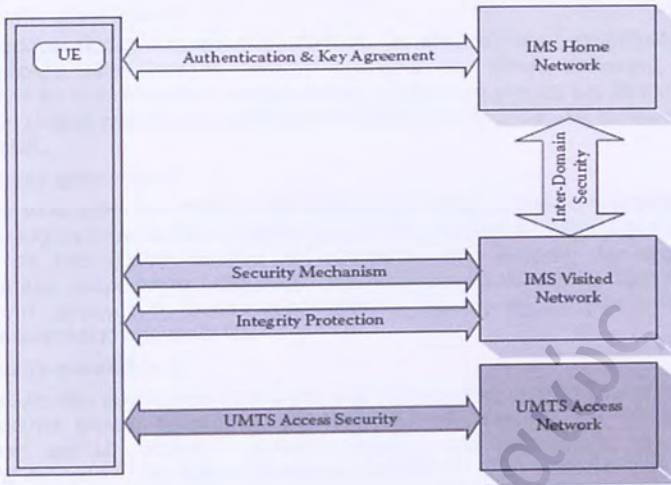 UE
Authentication & Key Agreement
IMS Home
Network
Inter-Domain
Security
Security Mechanism
IMS Visited
Network
Integrity Protection
UMTS Access Security
UMTS Access
Network